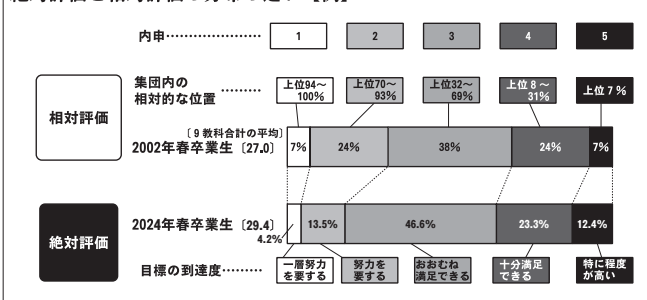 内申………………… 1 2 3 4 5
相対評価
集団内の
相対的な位置
上位94～
100%
上位70～
93%
上位32～
69%
上位8～
31%
上位7%
〔9教科合計の平均〕
2002年春卒業生〔27.0〕 7% 24% 38% 24% 7%
絶対評価
2024年春卒業生〔29.4〕 4.2% 13.5% 46.6% 23.3% 12.4%
目標の到達度………
一層努力
を要する
努力を
要する
おおむね
満足できる
十分満足
できる
特に程度
が高い